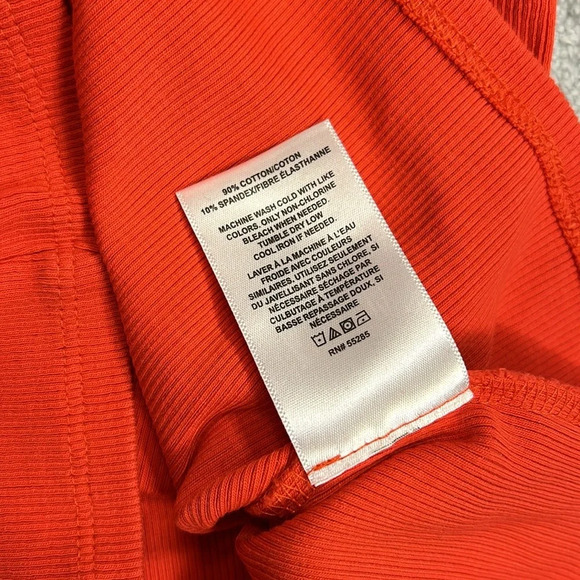 90% COTTON/COTON
10% SPANDEX/FIBRE ÉLASTHANNE
MACHINE WASH COLD WITH LIKE
COLORS. ONLY NON-CHLORINE
BLEACH WHEN NEEDED.
TUMBLE DRY LOW
COOL IRON IF NEEDED.
LAVER À LA MACHINE À L'EAU
FROIDE AVEC COULEURS
SIMILAIRES. UTILISEZ SEULEMENT
DU JAVELLISANT SANS CHLORE, SI
NÉCESSAIRE SÉCHAGE PAR
CULBUTAGE À TEMPÉRATURE
BASSE REPASSAGE DOUX, SI
NÉCESSAIRE
RN# 55285